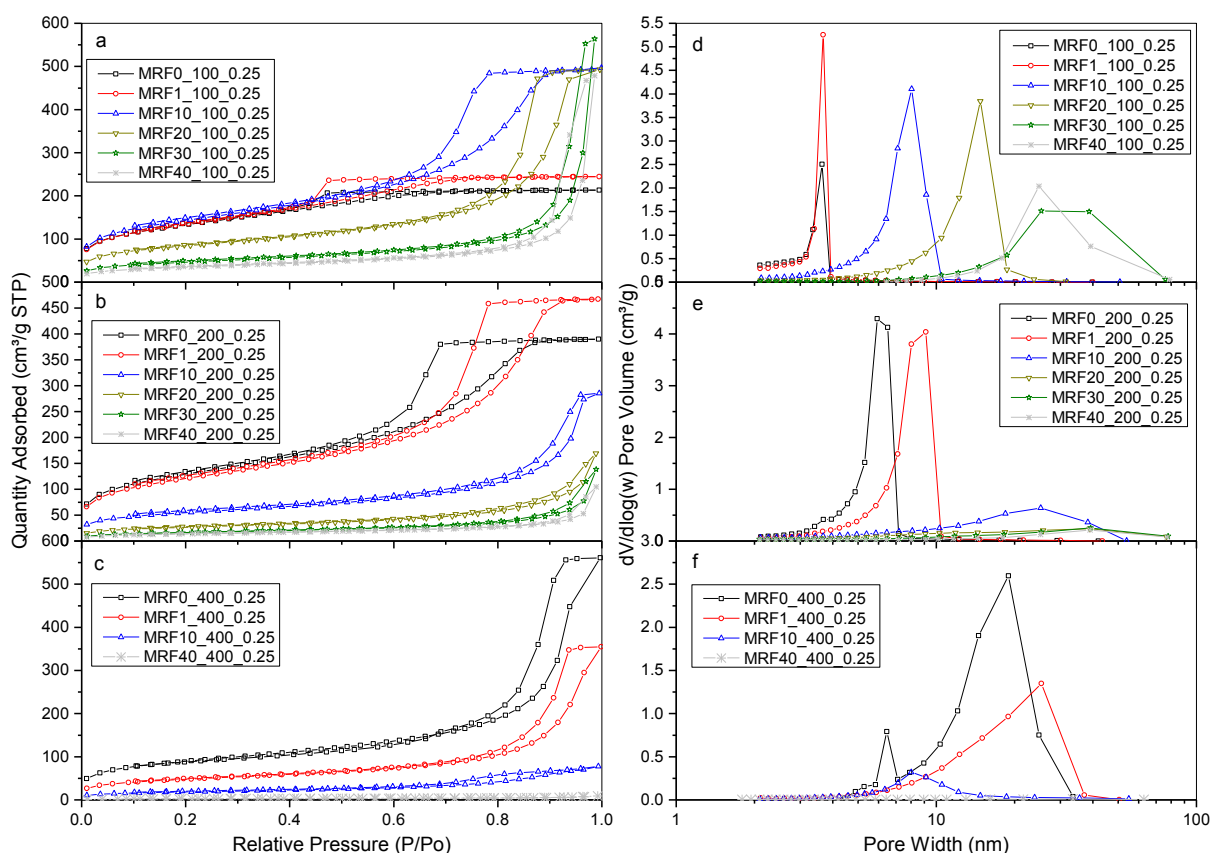 a
MRF0_100_0.25
MRF1_100_0.25
MRF10_100_0.25
MRF20_100_0.25
MRF30_100_0.25
MRF40_100_0.25
600
500
400
300
200
100
b
MRF0_200_0.25
MRF1_200_0.25
MRF10_200_0.25
MRF20_200_0.25
MRF30_200_0.25
MRF40_200_0.25
500
450
400
350
300
250
200
150
100
50
c
MRF0_400_0.25
MRF1_400_0.25
MRF10_400_0.25
MRF40_400_0.25
600
500
400
300
200
100
0
0.0 0.2 0.4 0.6 0.8 1.0
Relative Pressure (P/Po)
Quantity Adsorbed (cm³/g STP)
d
MRF0_100_0.25
MRF1_100_0.25
MRF10_100_0.25
MRF20_100_0.25
MRF30_100_0.25
MRF40_100_0.25
5.5
5.0
4.5
4.0
3.5
3.0
2.5
2.0
1.5
1.0
0.5
e
MRF0_200_0.25
MRF1_200_0.25
MRF10_200_0.25
MRF20_200_0.25
MRF30_200_0.25
MRF40_200_0.25
4
3
2
1
f
MRF0_400_0.25
MRF1_400_0.25
MRF10_400_0.25
MRF40_400_0.25
3.0
2.5
2.0
1.5
1.0
0.5
0.0
1 10 100
Pore Width (nm)
dV/dlog(w) Pore Volume (cm³/g)